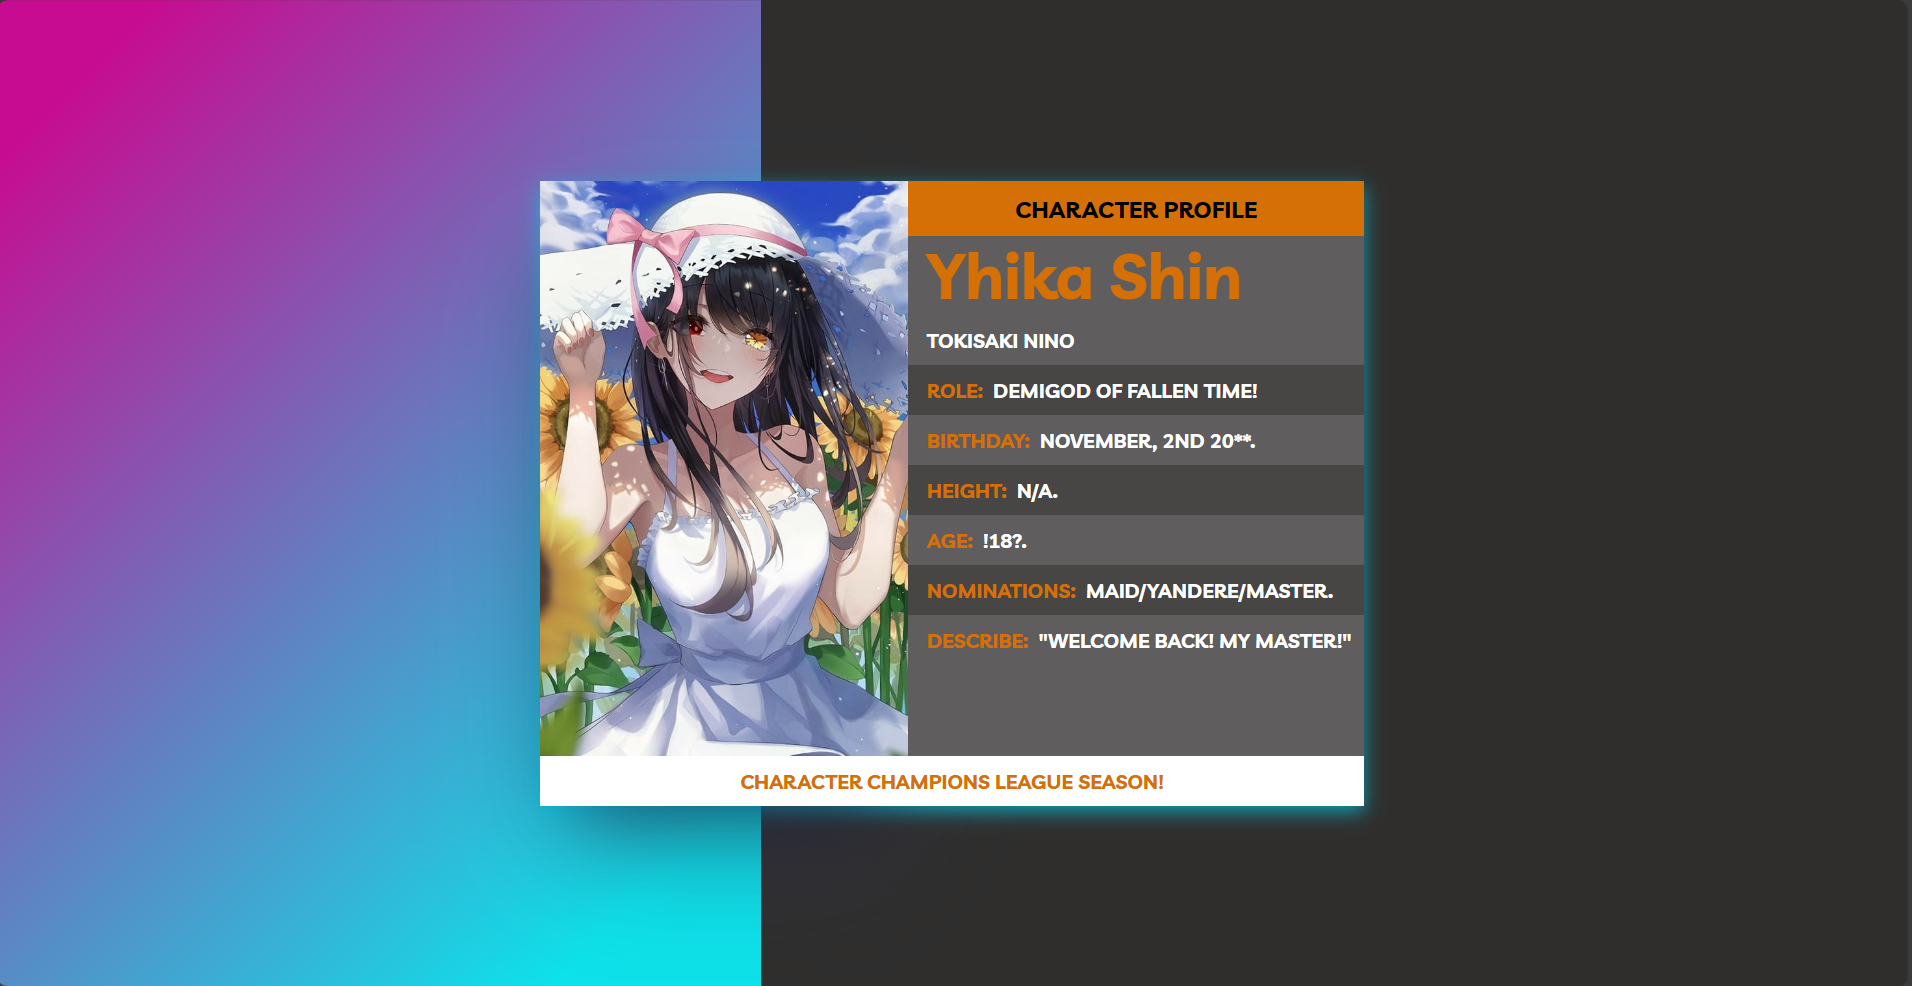 CHARACTER PROFILE
Yhika Shin
TOKISAKI NINO
ROLE: DEMIGOD OF FALLEN TIME!
BIRTHDAY: NOVEMBER, 2ND 20**.
HEIGHT: N/A.
AGE: !18?.
NOMINATIONS: MAID/YANDERE/MASTER.
DESCRIBE: "WELCOME BACK! MY MASTER!"
CHARACTER CHAMPIONS LEAGUE SEASON!